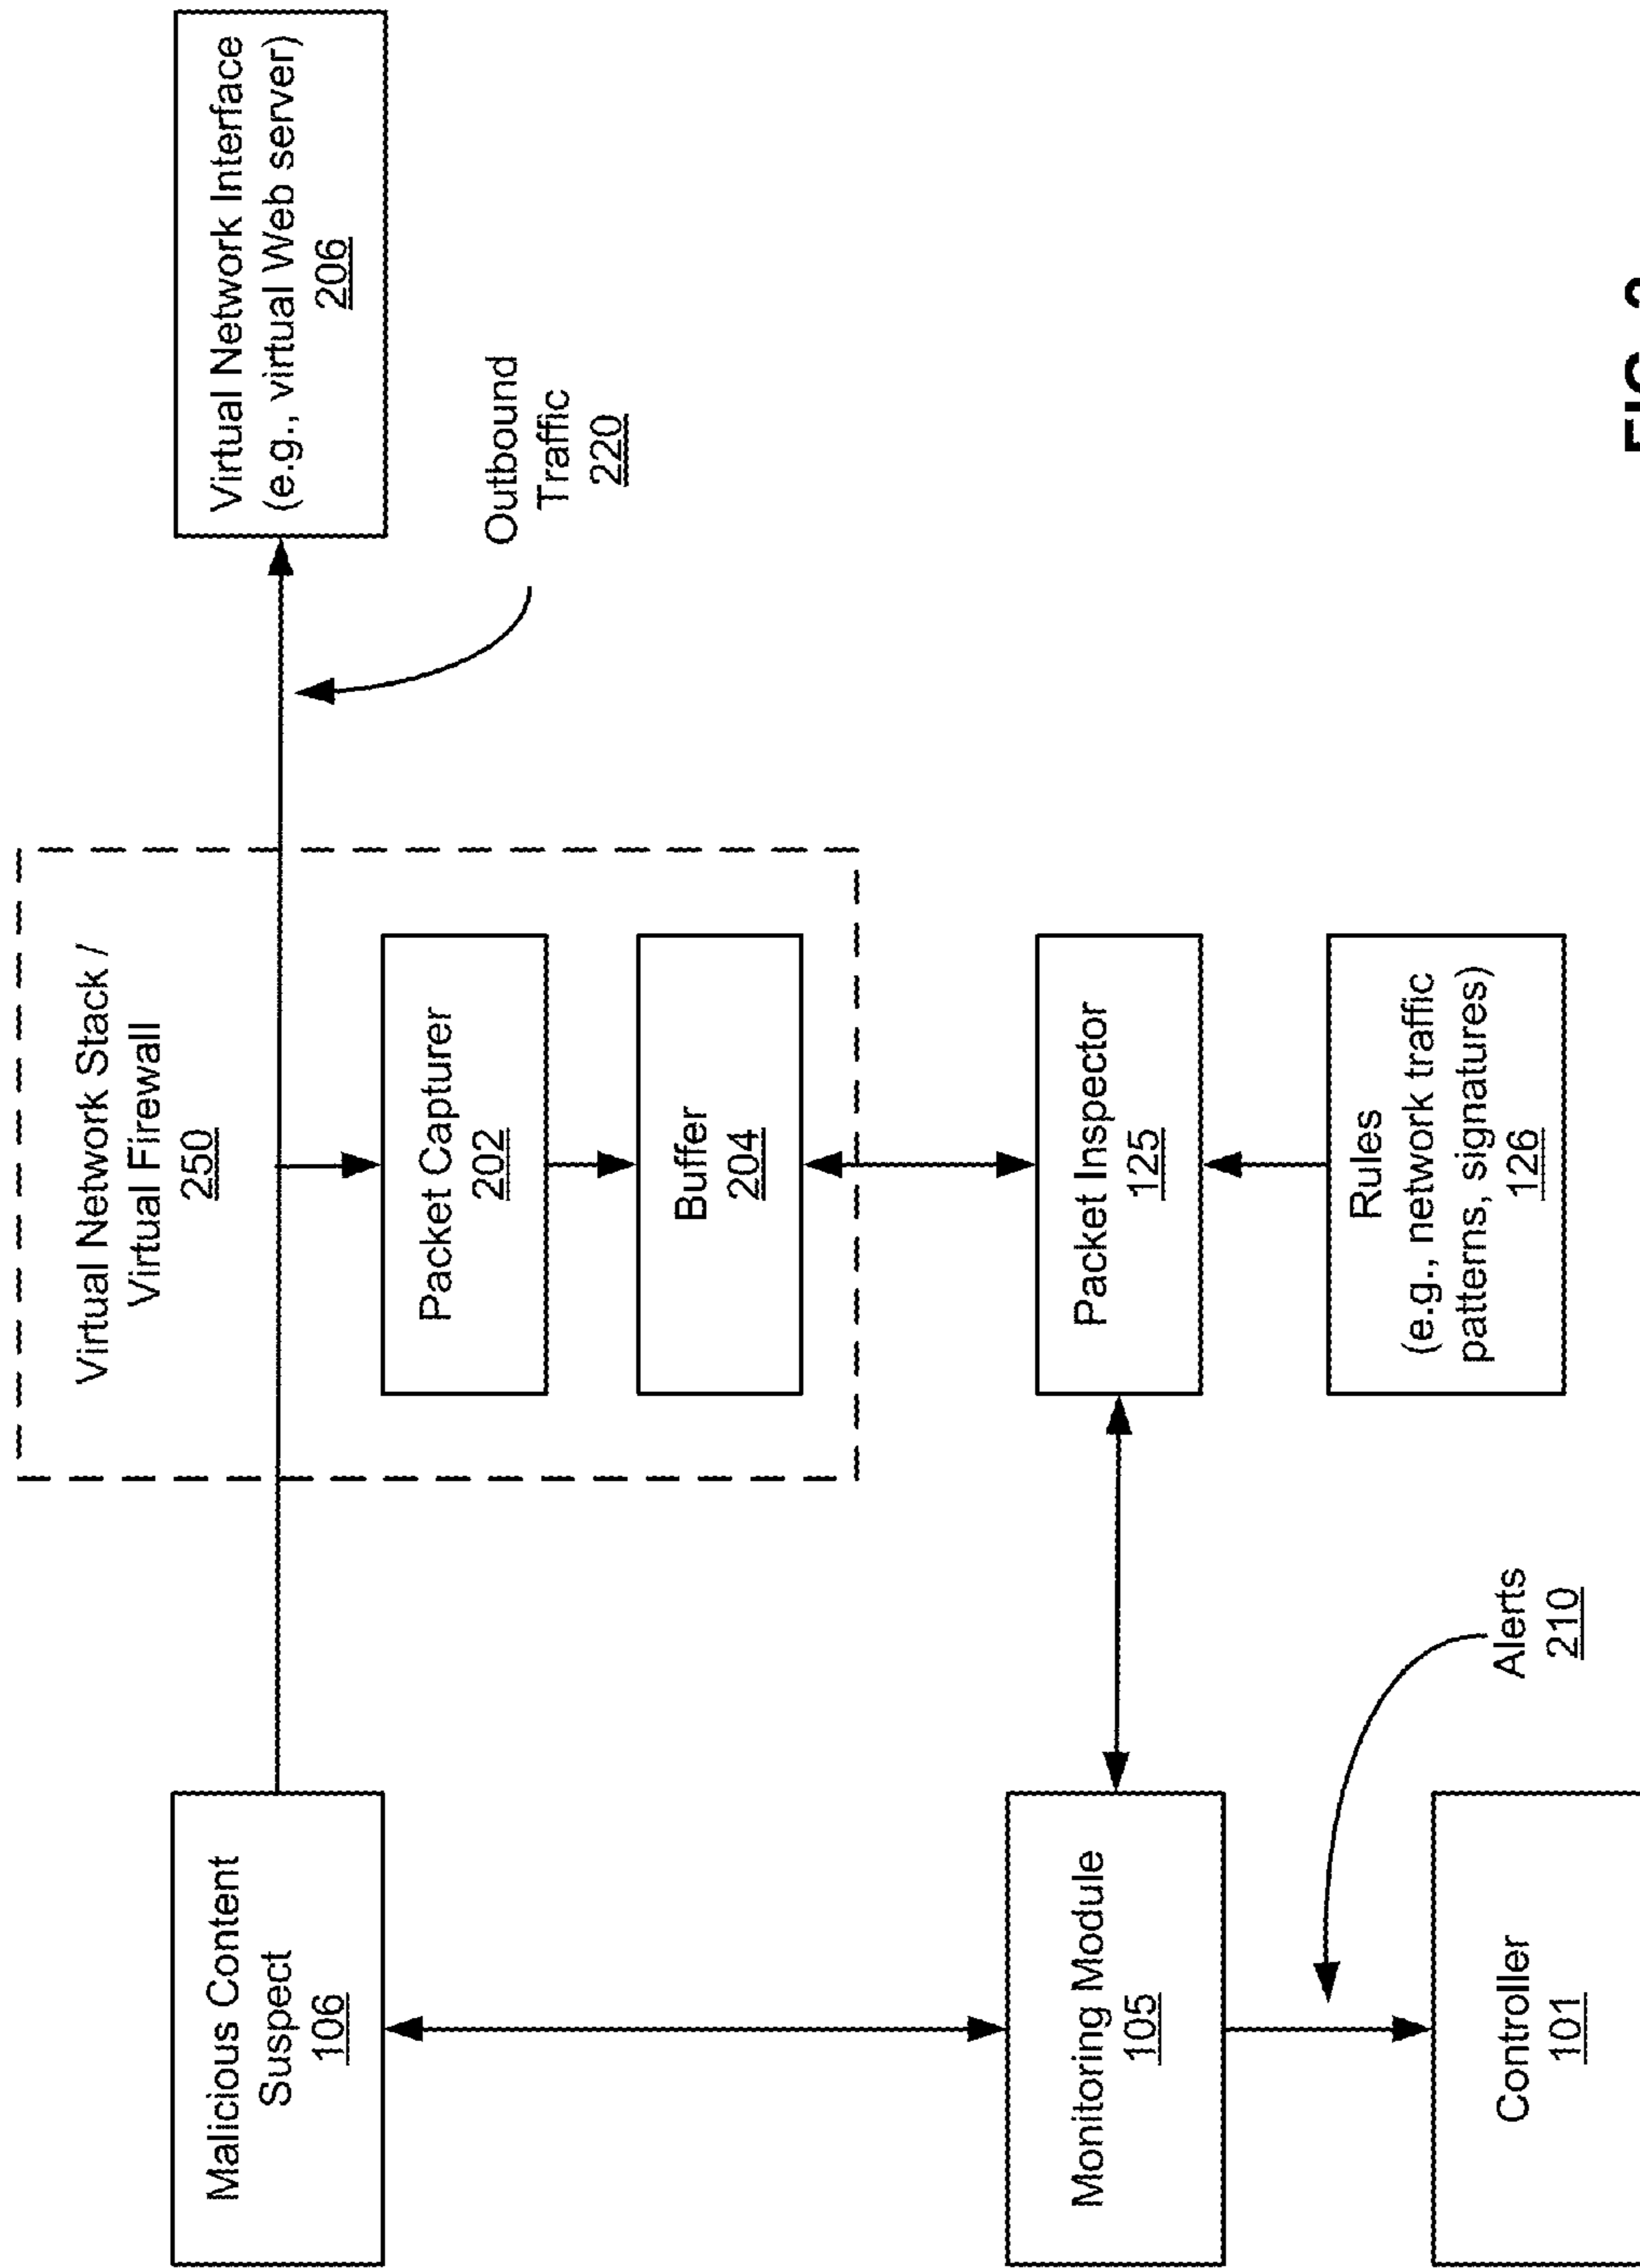 Virtual Network Stack /
Virtual Firewall
250
Malicious Content
Suspect
106
Virtual Network Interface
(e.g., virtual Web server)
206
Packet Capturer
202
Outbound
Traffic
220
Buffer
204
Monitoring Module
105
Packet Inspector
125
Alerts
210
Rules
(e.g., network traffic
patterns, signatures)
126
Controller
101
FIG.